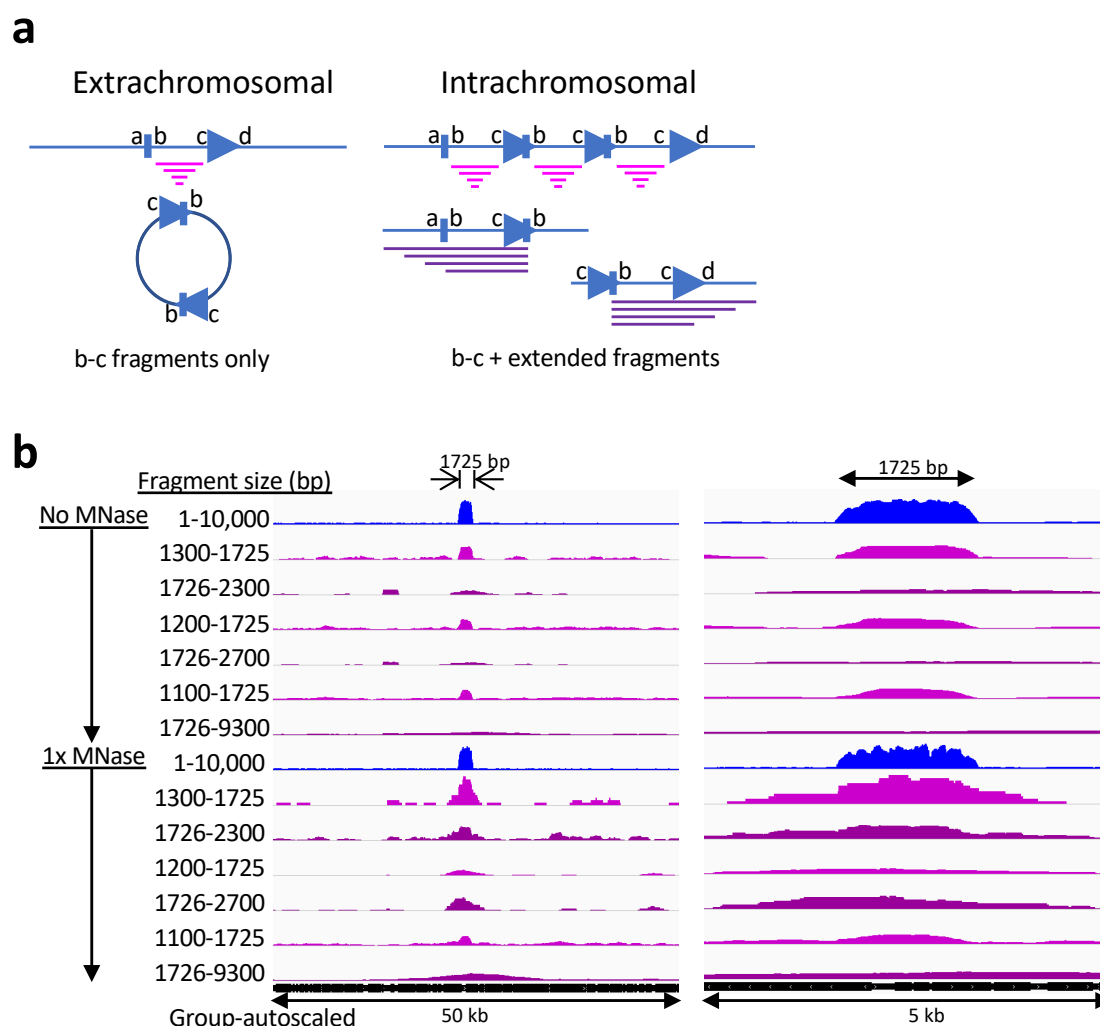 a
Extrachromosomal
Intrachromosomal
a b c d
a b c b c b c d
c b
b c
a b c b
c b c d
b-c fragments only
b-c + extended fragments
b
1725 bp
1725 bp
Fragment size (bp)
No MNase
1-10,000
1300-1725
1726-2300
1200-1725
1726-2700
1100-1725
1726-9300
1x MNase
1-10,000
1300-1725
1726-2300
1200-1725
1726-2700
1100-1725
1726-9300
Group-autoscaled
50 kb
5 kb